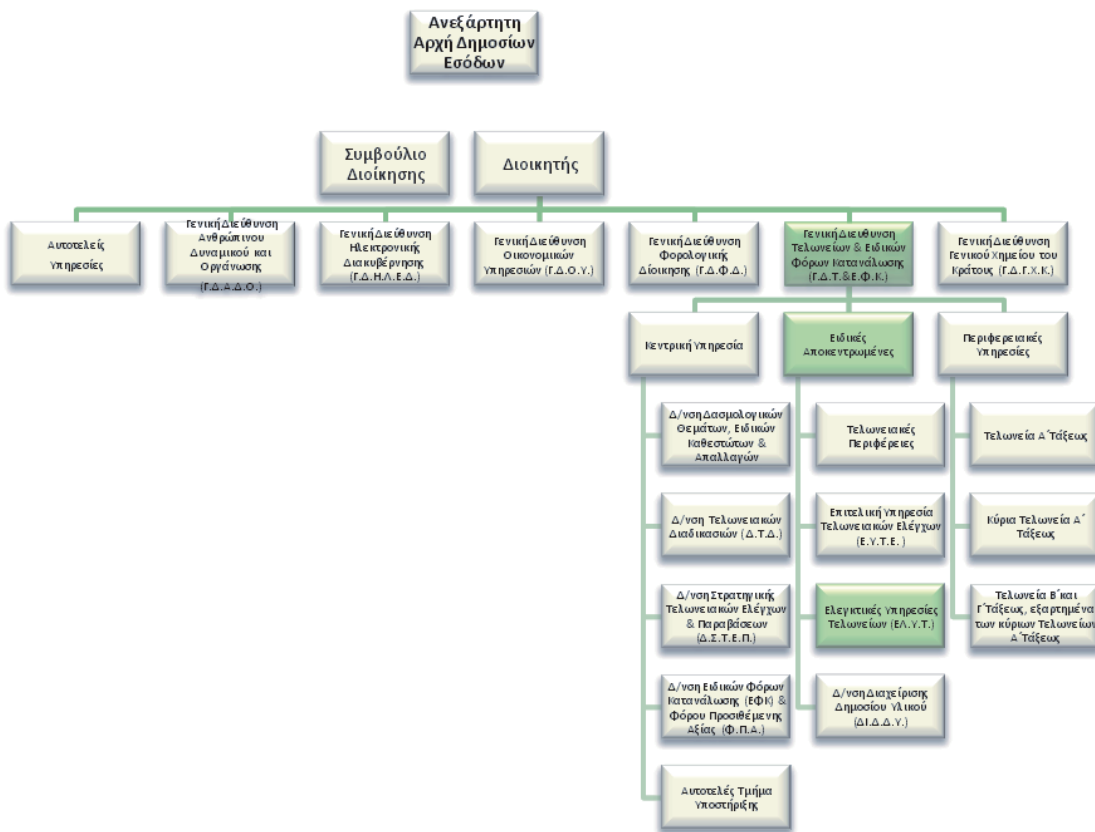 Ανεξάρτητη
Αρχή Δημοσίων
Εσόδων
Συμβούλιο
Διοίκησης
Διοικητής
Αυτοτελείς
Υπηρεσίες
Γενική Διεύθυνση
Ανθρώπινου
Δυναμικού και
Οργάνωσης
(Γ.Δ.Α.Δ.Ο.)
Γενική Διεύθυνση
Ηλεκτρονικής
Διακυβέρνησης
(Γ.Δ.Η.Λ.Ε.Δ.)
Γενική Διεύθυνση
Οικονομικών
Υπηρεσιών (Γ.Δ.Ο.Υ.)
Γενική Διεύθυνση
Φορολογικής
Δίοικησης (Γ.Δ.Φ.Δ.)
Γενική Διευθυνση
Τελωνείων & Ειδικών
Φόρων Κατανάλωσης
(Γ.Δ.Τ.&Ε.Φ.Κ.)
Γενική Διεύθυνση
Γενικού Χημείου του
Κράτους (Γ.Δ.Γ.Χ.Κ.)
Κεντρική Υπηρεσία
Ειδικές
Αποκεντρωμένες
Περιφερειακές
Υπηρεσίες
Δ/νση Δασμολογικών
Θεμάτων, Ειδικών
Καθεστώτων &
Απαλλαγών
Δ/νση Τελωνειακών
Διαδικασιών (Δ.Τ.Δ.)
Δ/νση Στρατηγικής
Τελωνειακών Ελέγχων
& Παραβάσεων
(Δ.Σ.Τ.Ε.Π.)
Δ/νση Ειδικών Φόρων
Κατανάλωσης (ΕΦΚ) &
Φόρου Προσιθέμενης
Αξίας (Φ.Π.Α.)
Αυτοτελές Τμήμα
Υποστήριξης
Τελωνειακές
Περιφέρειες
Επιτελική Υπηρεσία
Τελωνειακών Ελέγχων
(Ε.Υ.Τ.Ε.)
Ελεγκτικές Υπηρεσίες
Τελωνείων (ΕΛ.Υ.Τ.)
Δ/νση Διαχείρισης
Δημοσίου Υλικού
(ΔΙ.Δ.Δ.Υ.)
Τελωνεία Α΄Τάξεως
Κύρια Τελωνεία Α΄
Τάξεως
Τελωνεία Β΄και
Γ΄Τάξεως, εξαρτημένα
των κύριων Τελωνείων
Α΄Τάξεως